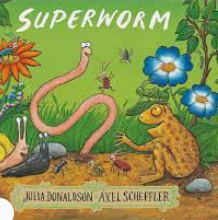 SUPERWORM
JULIA DONALDSON AXEL SCHEFFLER